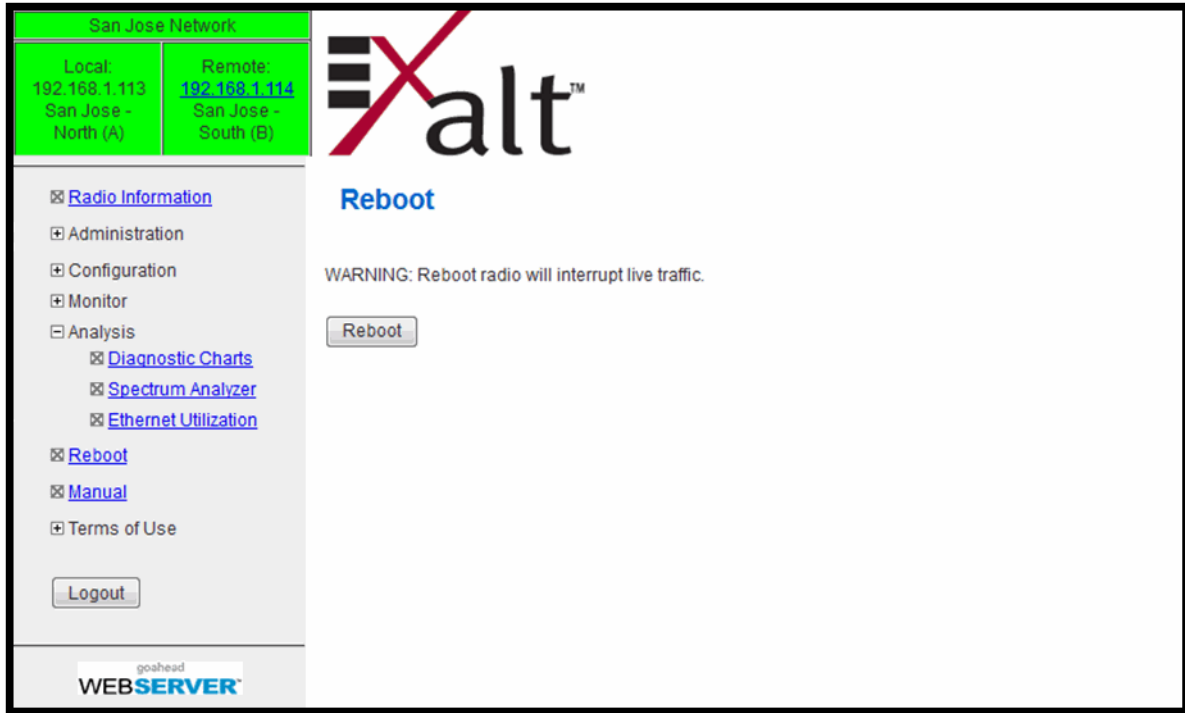 San Jose Network
Local:
192.168.1.113
San Jose -
North (A)
Remote:
192.168.1.114
San Jose -
South (B)
Exalt™
Radio Information
Administration
Configuration
Monitor
Analysis
Diagnostic Charts
Spectrum Analyzer
Ethernet Utilization
Reboot
Manual
Terms of Use
Logout
goahead
WEBSERVER™
Reboot
WARNING: Reboot radio will interrupt live traffic.
Reboot